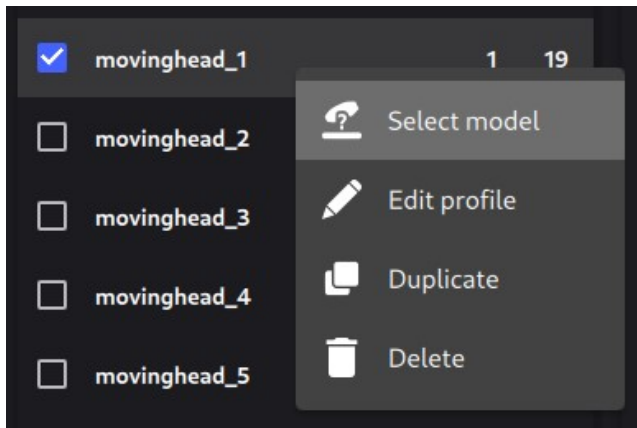 movinghead_1 1 19
Select model
movinghead_2
Edit profile
movinghead_3
Duplicate
movinghead_4
Delete
movinghead_5